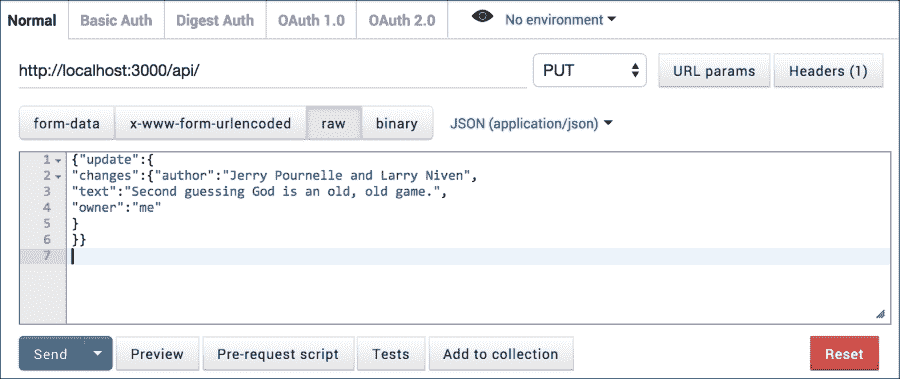 Normal Basic Auth Digest Auth OAuth 1.0 OAuth 2.0 No environment
http://localhost:3000/api/ PUT URL params Headers (1)
form-data x-www-form-urlencoded raw binary JSON (application/json)
1 {"update":{
2 "changes":{"author":"Jerry Pournelle and Larry Niven",
3 "text":"Second guessing God is an old, old game.",
4 "owner":"me"
5 }
6 }}
7
Send Preview Pre-request script Tests Add to collection Reset